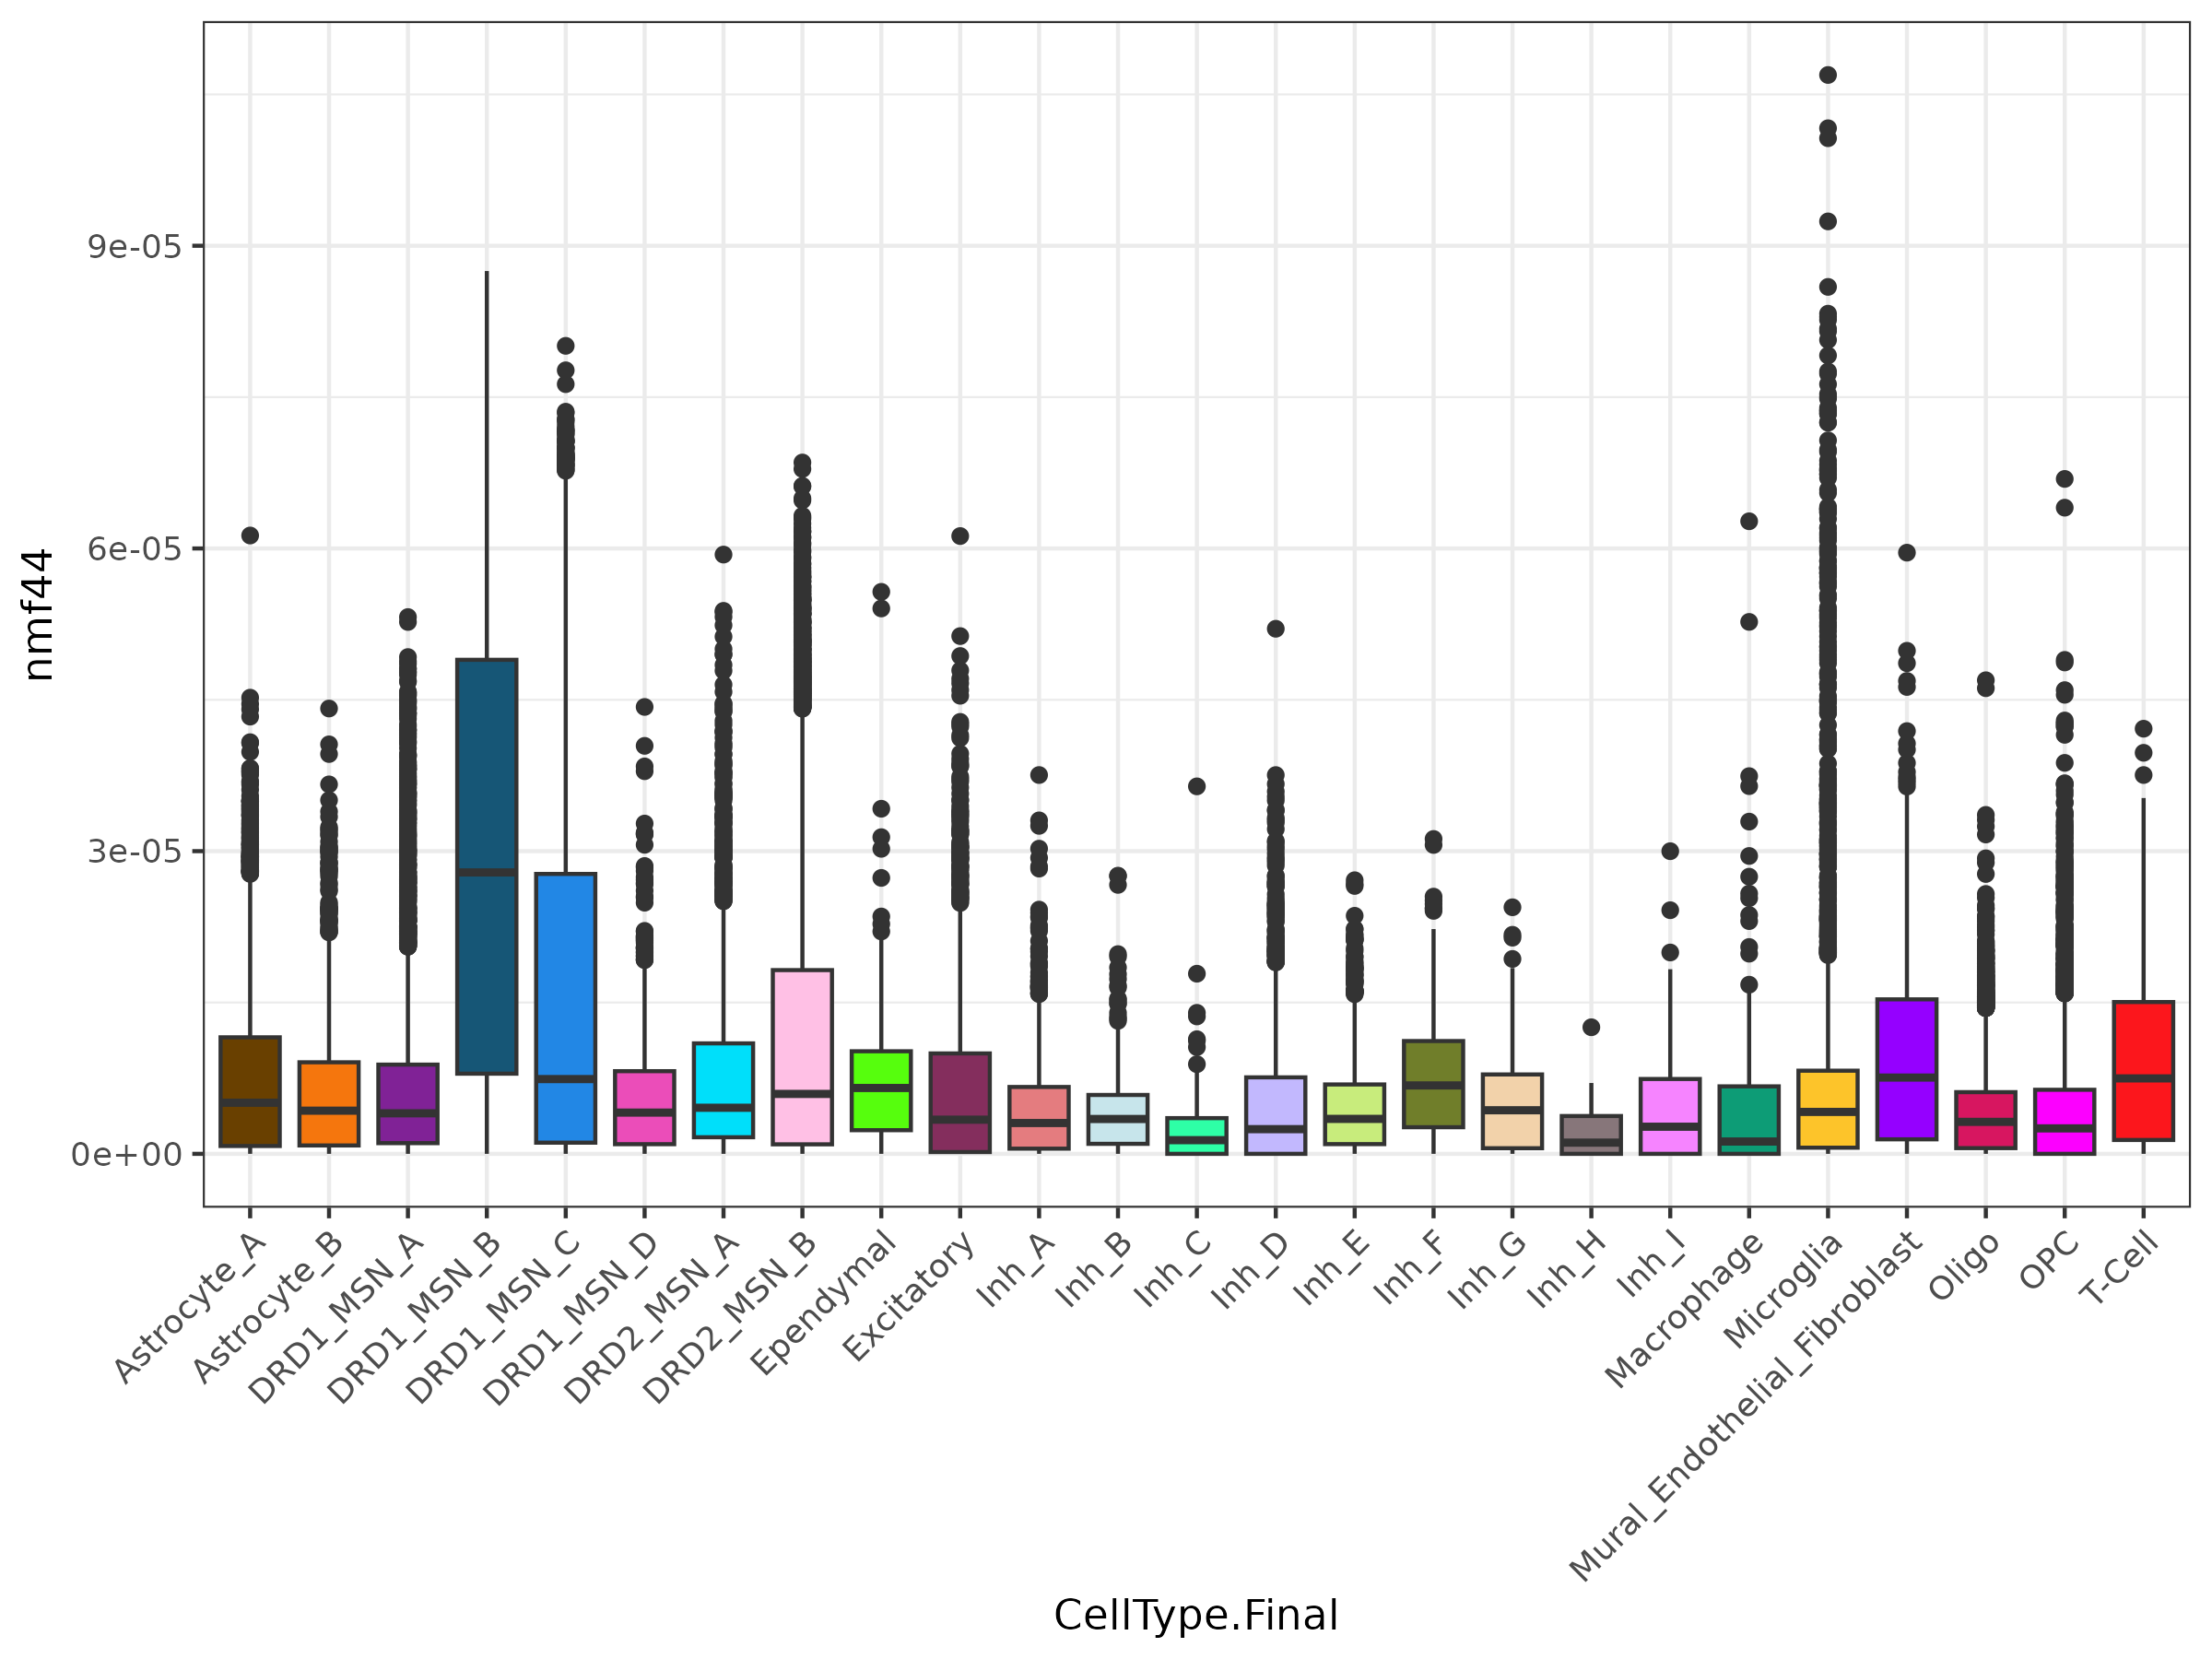 nmf44
9e-05
6e-05
3e-05
0e+00
Astrocyte_A
Astrocyte_B
DRD1_MSN_A
DRD1_MSN_B
DRD1_MSN_C
DRD1_MSN_D
DRD2_MSN_A
DRD2_MSN_B
Ependymal
Excitatory
Inh_A
Inh_B
Inh_C
Inh_D
Inh_E
Inh_F
Inh_G
Inh_H
Inh_I
Macrophage
Microglia
Mural_Endothelial_Fibroblast
Oligo
OPC
T-Cell
CellType.Final